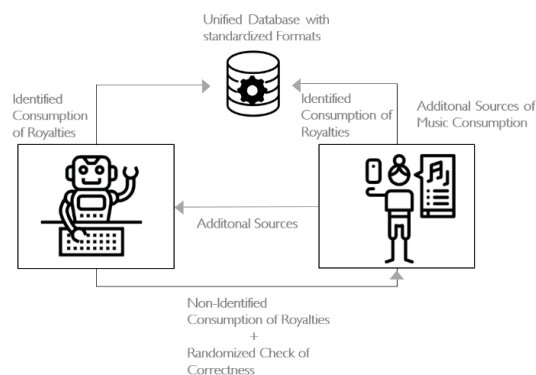 Unified Database with
standardized Formats
Identified
Consumption
of Royalties
Identified
Consumption of
Royalties
Additonal Sources of
Music Consumption
Additonal Sources
Non-Identified
Consumption of Royalties
+
Randomized Check of
Correctness